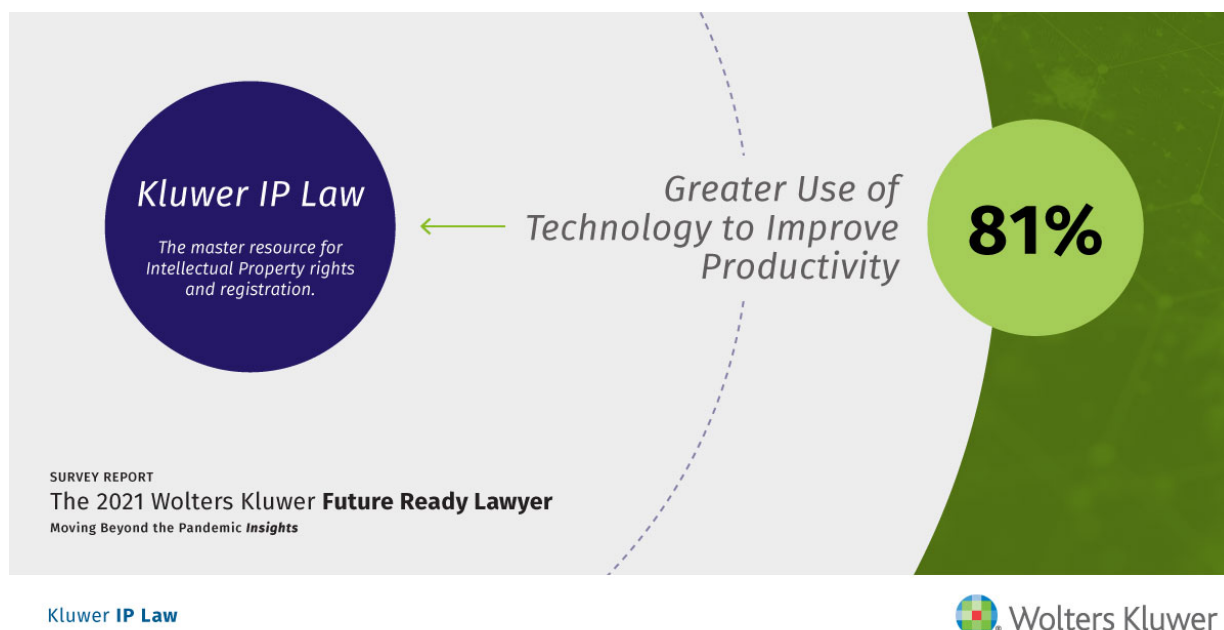 Kluwer IP Law
The master resource for
Intellectual Property rights
and registration.
Greater Use of
Technology to Improve
Productivity
81%
SURVEY REPORT
The 2021 Wolters Kluwer Future Ready Lawyer
Moving Beyond the Pandemic Insights
Kluwer IP Law
Wolters Kluwer